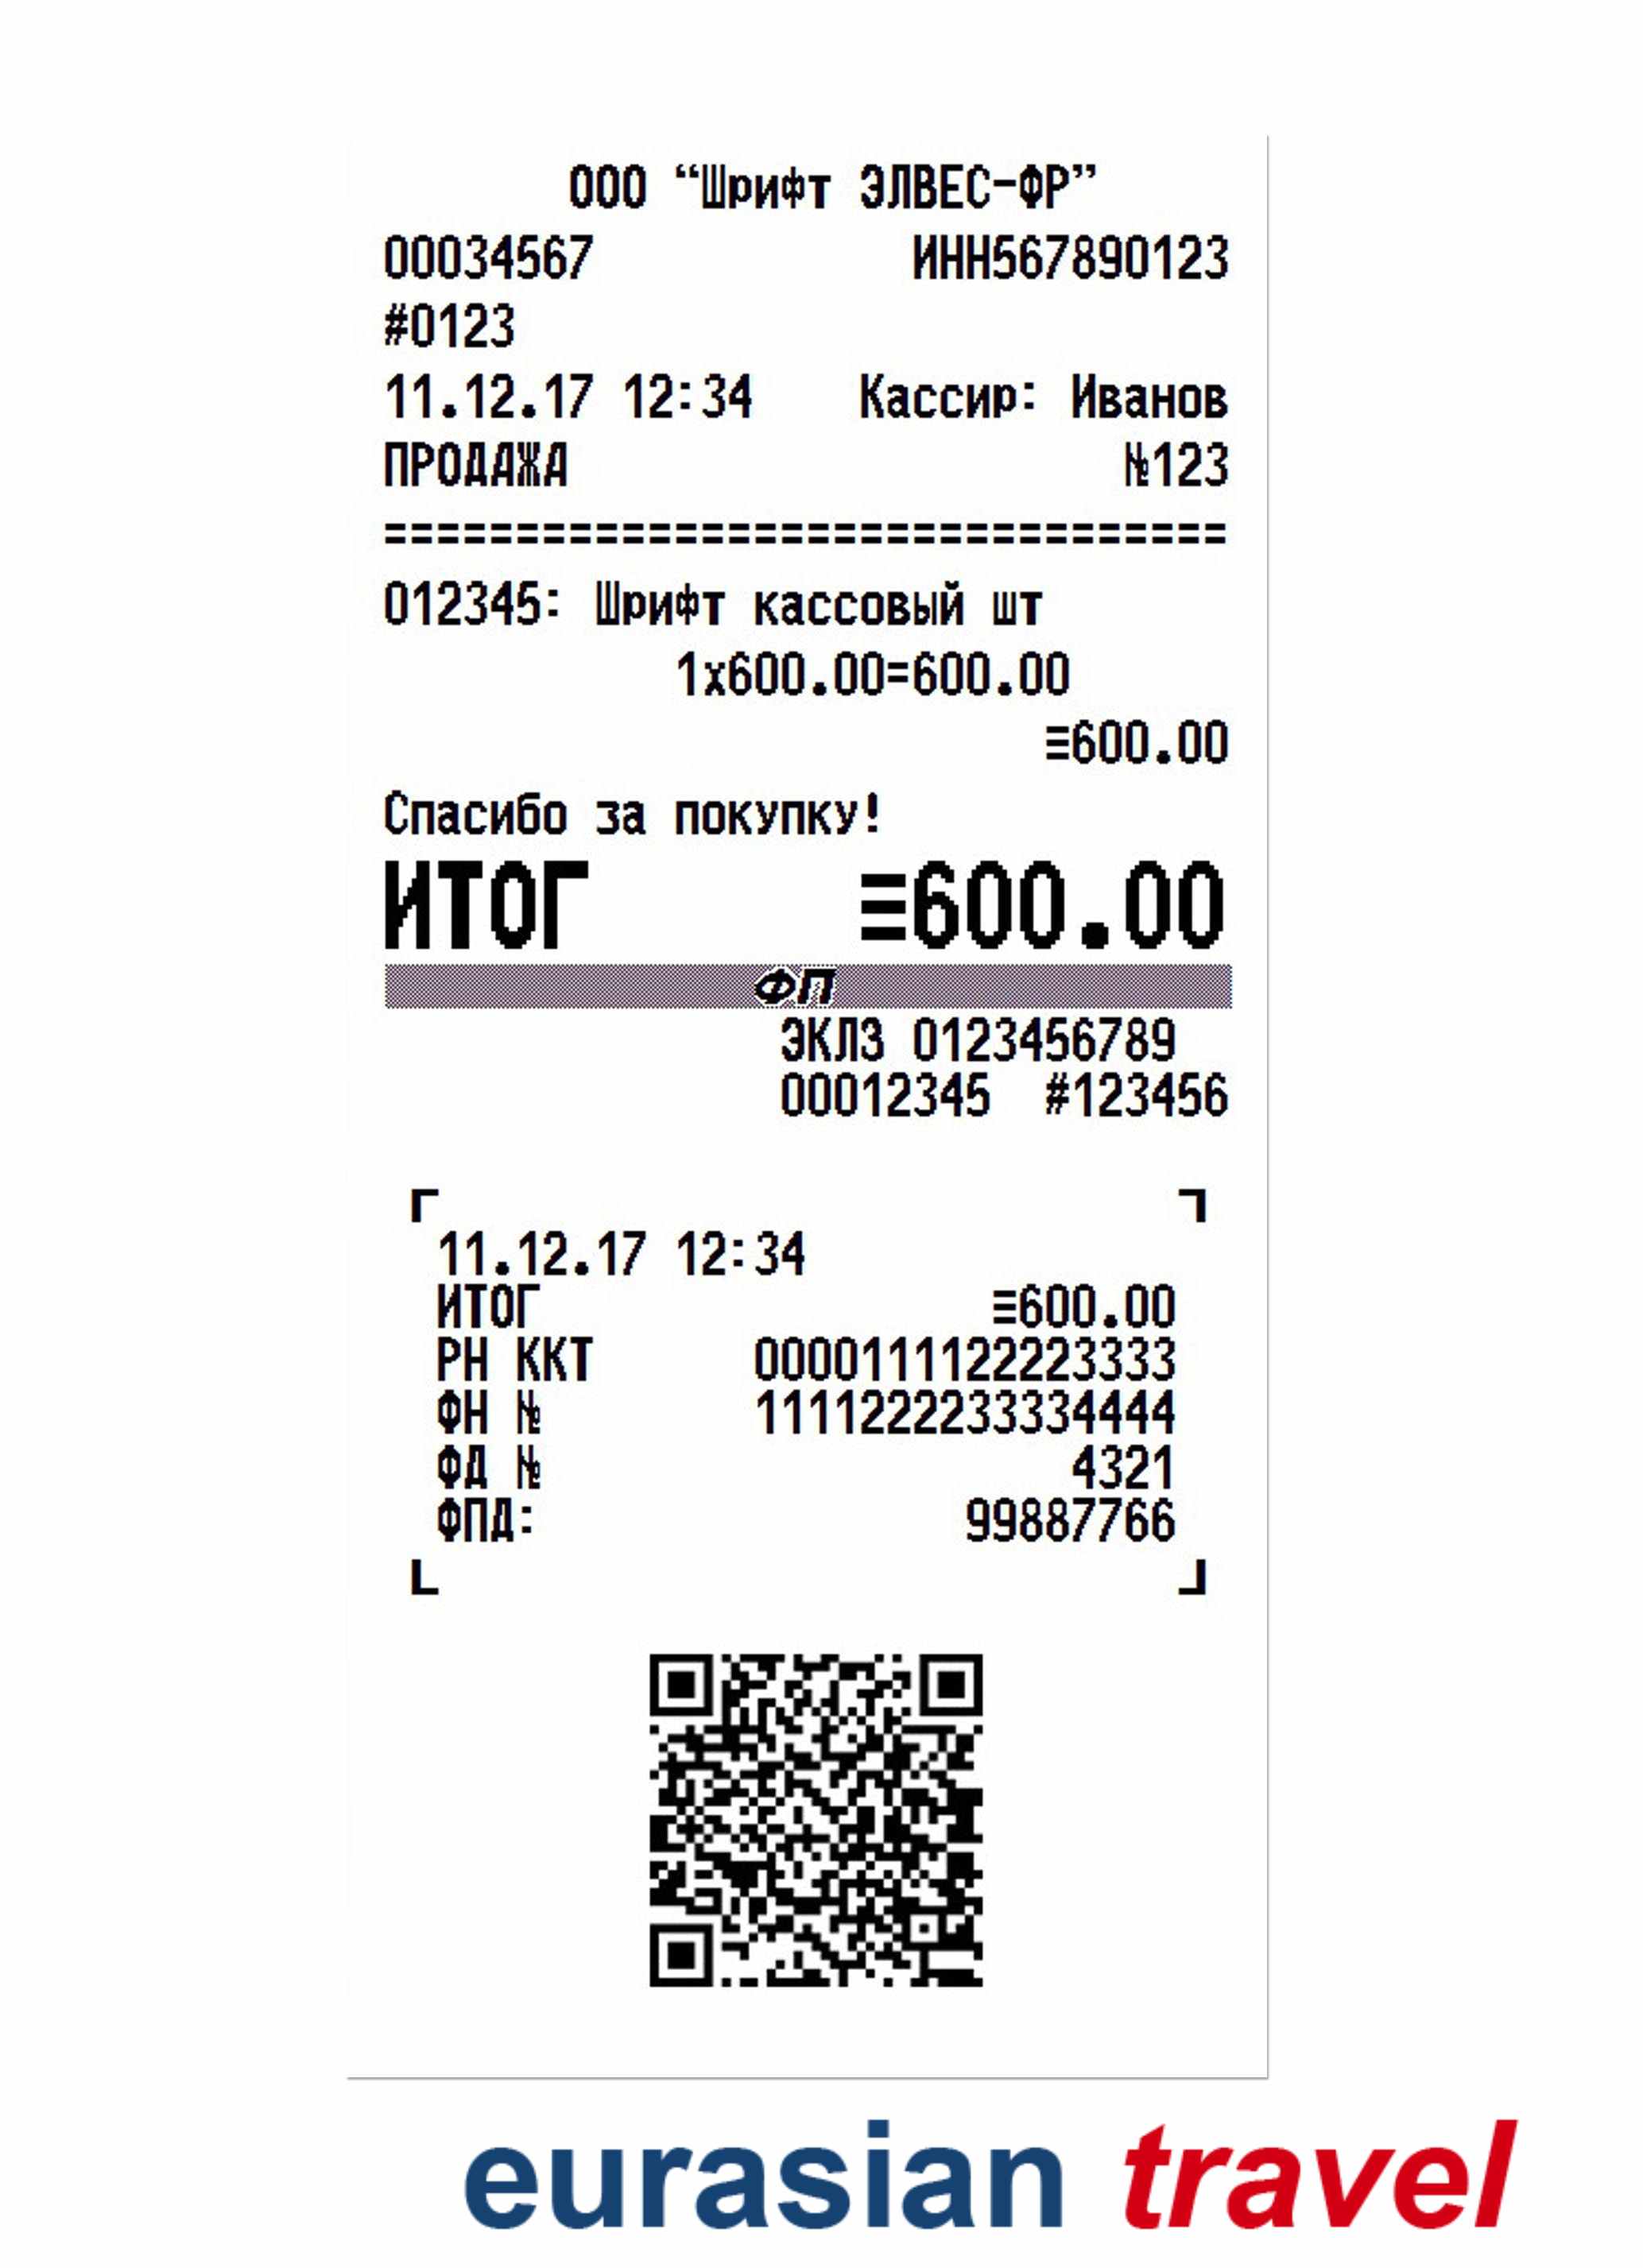 ООО “Шрифт ЭЛВЕС-ФР”
00034567 ИНН567890123
#0123
11.12.17 12:34 Кассир: Иванов
ПРОДАЖА №123
================================
012345: Шрифт кассовый шт
1x600.00=600.00
≡600.00
Спасибо за покупку!
ИТОГ ≡600.00
ФП
ЭКЛЗ 0123456789
00012345 #123456
11.12.17 12:34
ИТОГ ≡600.00
РН ККТ 0000111122223333
ФН № 1111222233334444
ФД № 4321
ФПД: 99887766
eurasian travel